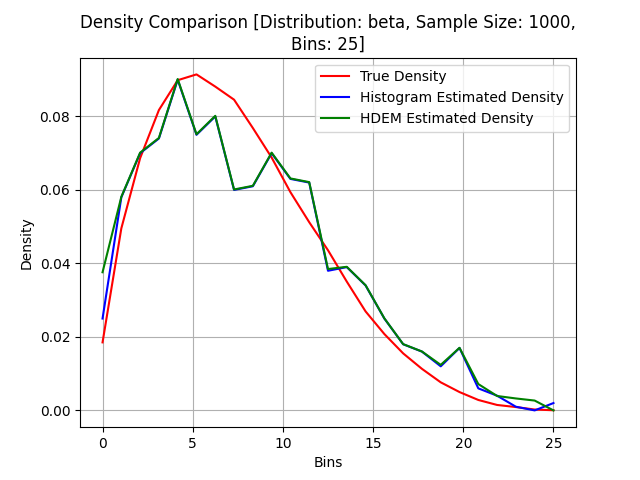 Density Comparison [Distribution: beta, Sample Size: 1000,
Bins: 25]
True Density
Histogram Estimated Density
HDEM Estimated Density
Density
0.08
0.06
0.04
0.02
0.00
0 5 10 15 20 25
Bins